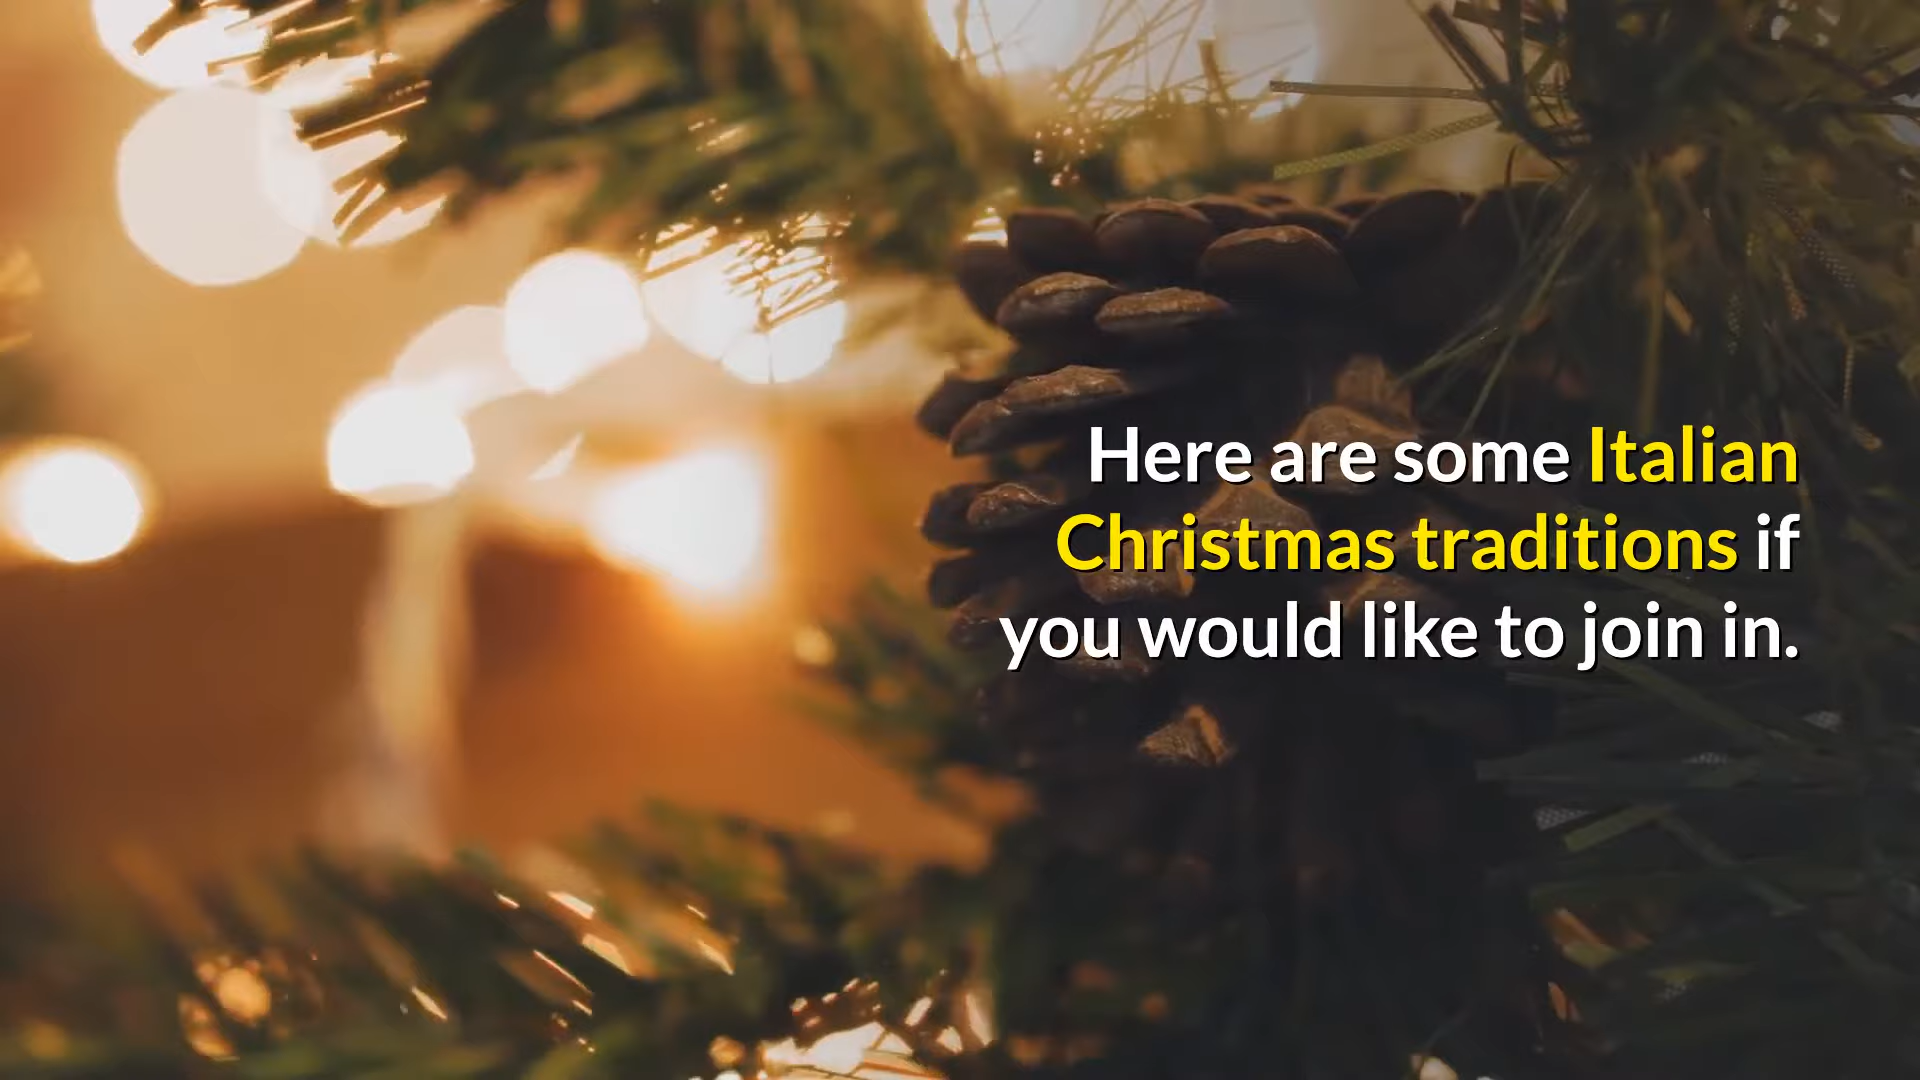 Here are some Italian
Christmas traditions if
you would like to join in.